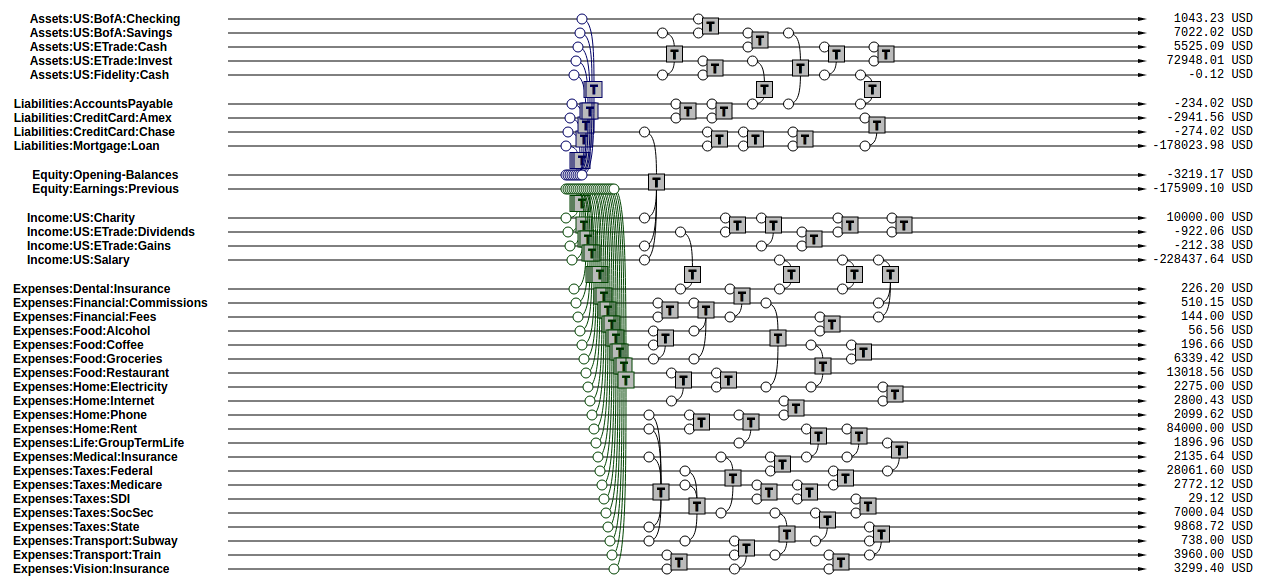 Assets:US:BofA:Checking 1043.23 USD
Assets:US:BofA:Savings 7022.02 USD
Assets:US:ETrade:Cash 5525.09 USD
Assets:US:ETrade:Invest 72948.01 USD
Assets:US:Fidelity:Cash -0.12 USD
Liabilities:AccountsPayable -234.02 USD
Liabilities:CreditCard:Amex -2941.56 USD
Liabilities:CreditCard:Chase -274.02 USD
Liabilities:Mortgage:Loan -178023.98 USD
Equity:Opening-Balances -3219.17 USD
Equity:Earnings:Previous -175909.10 USD
Income:US:Charity 10000.00 USD
Income:US:ETrade:Dividends -922.06 USD
Income:US:ETrade:Gains -212.38 USD
Income:US:Salary -228437.64 USD
Expenses:Dental:Insurance 226.20 USD
Expenses:Financial:Commissions 510.15 USD
Expenses:Financial:Fees 144.00 USD
Expenses:Food:Alcohol 56.56 USD
Expenses:Food:Coffee 196.66 USD
Expenses:Food:Groceries 6339.42 USD
Expenses:Food:Restaurant 13018.56 USD
Expenses:Home:Electricity 2275.00 USD
Expenses:Home:Internet 2800.43 USD
Expenses:Home:Phone 2099.62 USD
Expenses:Home:Rent 84000.00 USD
Expenses:Life:GroupTermLife 1896.96 USD
Expenses:Medical:Insurance 2135.64 USD
Expenses:Taxes:Federal 28061.60 USD
Expenses:Taxes:Medicare 2772.12 USD
Expenses:Taxes:SDI 29.12 USD
Expenses:Taxes:SocSec 7000.04 USD
Expenses:Taxes:State 9868.72 USD
Expenses:Transport:Subway 738.00 USD
Expenses:Transport:Train 3960.00 USD
Expenses:Vision:Insurance 3299.40 USD